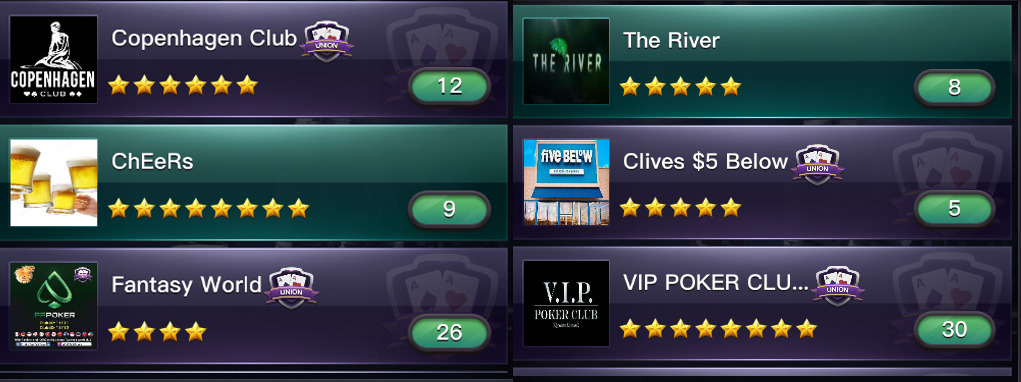 Copenhagen Club
UNION
COPENHAGEN
CLUB
12
ChEeRs
9
Fantasy World
UNION
PPPOKER
26
The River
THE RIVER
8
Clives $5 Below
UNION
five BELOW
5
VIP POKER CLU...
UNION
V.I.P.
POKER CLUB
30